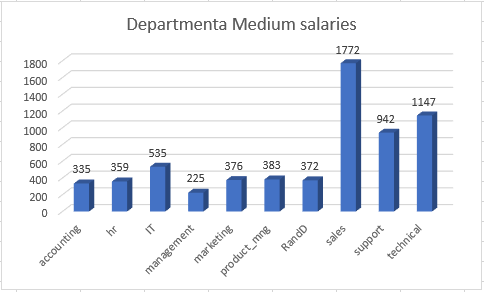 Departmenta Medium salaries
1800
1600
1400
1200
1000
800
600
400
200
0
335
359
535
225
376
383
372
1772
942
1147
accounting
hr
IT
management
marketing
product_mng
RandD
sales
support
technical